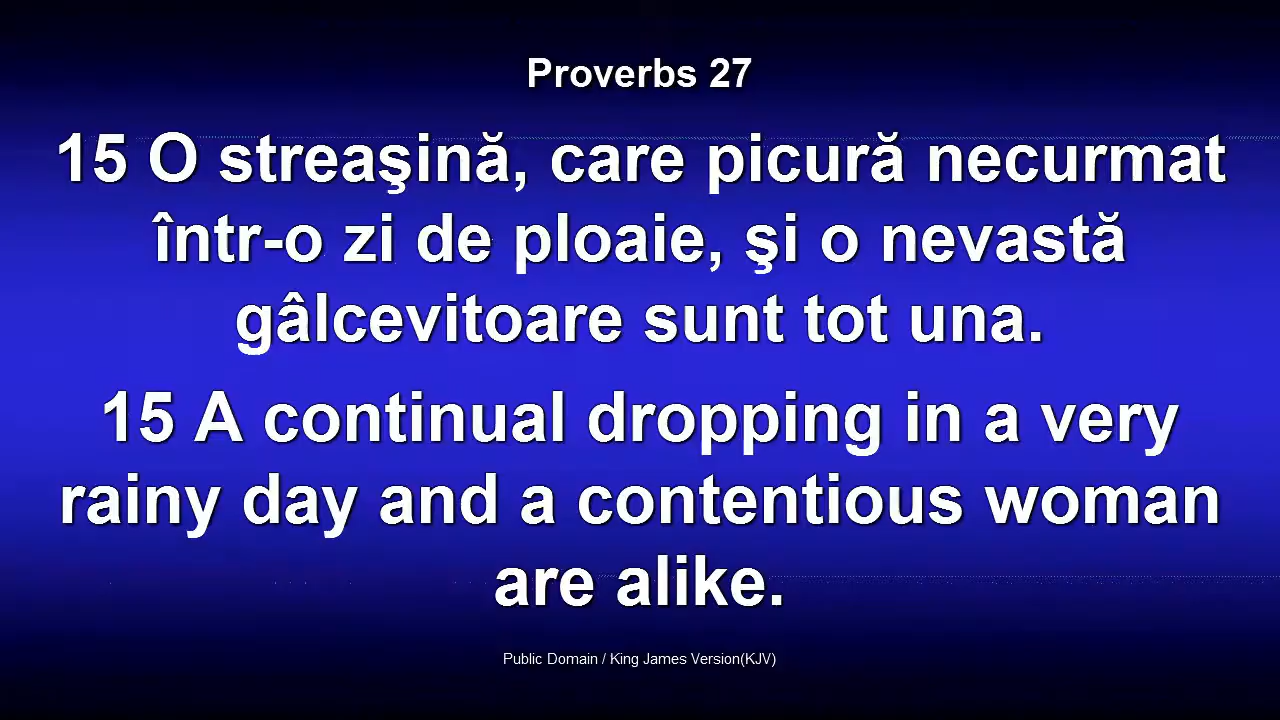 Proverbs 27
15 O streaşină, care picură necurmat
într-o zi de ploaie, şi o nevastă
gâlcevitoare sunt tot una.
15 A continual dropping in a very
rainy day and a contentious woman
are alike.
Public Domain / King James Version(KJV)